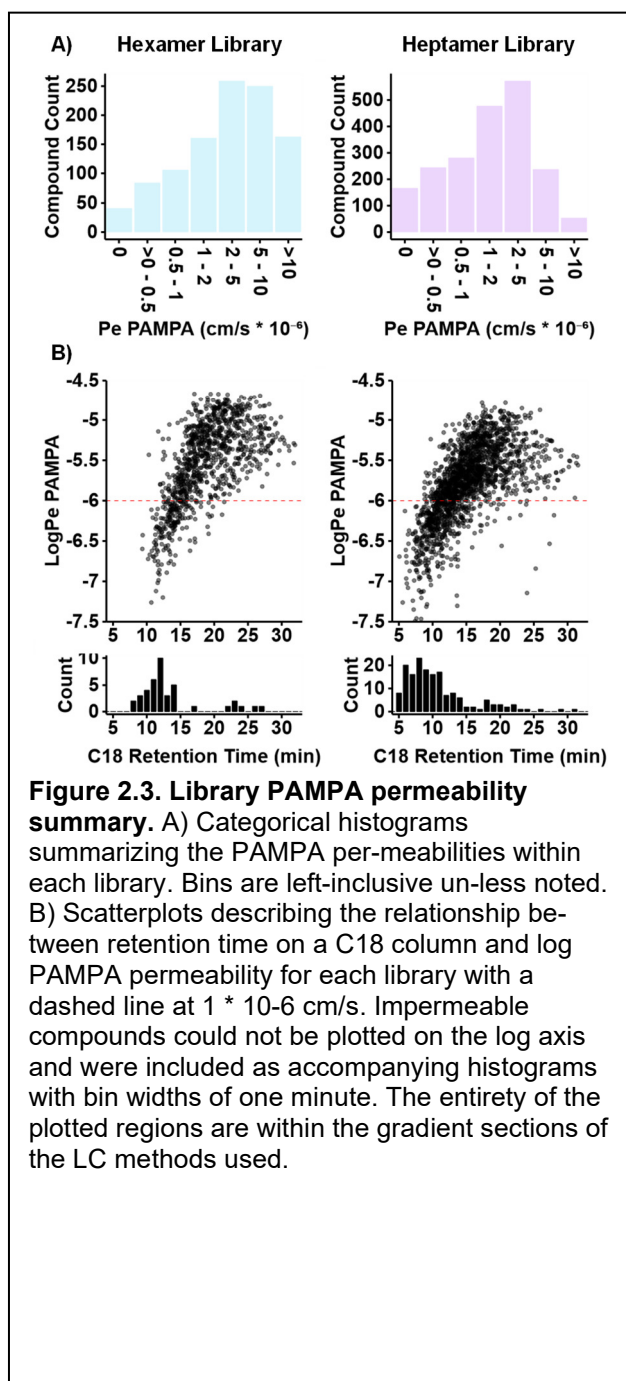 A)
Hexamer Library
Heptamer Library
Compound Count
250
200
150
100
50
0
0
>0 - 0.5
0.5 - 1
1 - 2
2 - 5
5 - 10
>10
Compound Count
500
400
300
200
100
0
0
>0 - 0.5
0.5 - 1
1 - 2
2 - 5
5 - 10
>10
Pe PAMPA (cm/s * 10⁻⁶)
Pe PAMPA (cm/s * 10⁻⁶)
B)
LogPe PAMPA
-4.5
-5
-5.5
-6
-6.5
-7
-7.5
5 10 15 20 25 30
LogPe PAMPA
-4.5
-5
-5.5
-6
-6.5
-7
-7.5
5 10 15 20 25 30
Count
10
5
0
5 10 15 20 25 30
C18 Retention Time (min)
Count
20
10
0
5 10 15 20 25 30
C18 Retention Time (min)
Figure 2.3. Library PAMPA permeability
summary. A) Categorical histograms
summarizing the PAMPA per-meabilities within
each library. Bins are left-inclusive un-less noted.
B) Scatterplots describing the relationship be-
tween retention time on a C18 column and log
PAMPA permeability for each library with a
dashed line at 1 * 10-6 cm/s. Impermeable
compounds could not be plotted on the log axis
and were included as accompanying histograms
with bin widths of one minute. The entirety of the
plotted regions are within the gradient sections of
the LC methods used.